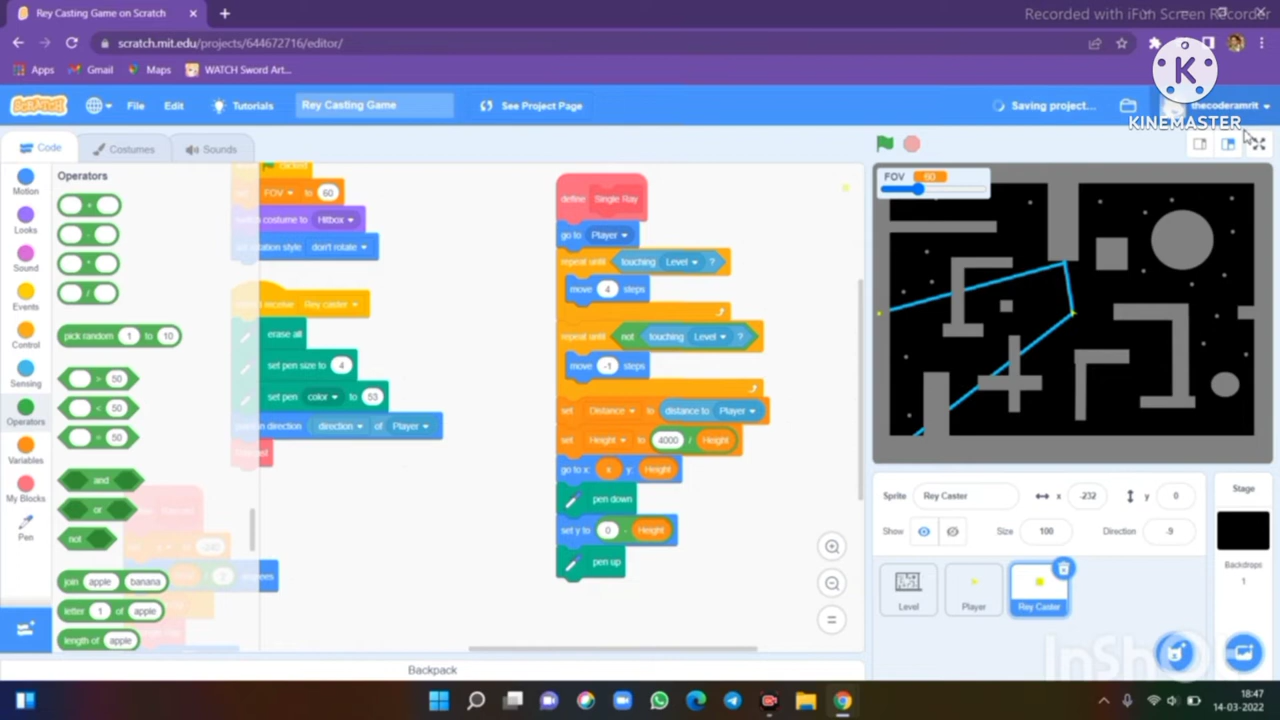 Rey Casting Game on Scratch
Recorded with iFun Screen Recorder
scratch.mit.edu/projects/644672716/editor/
Apps Gmail Maps WATCH Sword Art...
SCRATCH File Edit Tutorials Rey Casting Game See Project Page Saving project... thecoderamrit
KINEMASTER
Code Costumes Sounds
Motion
Looks
Sound
Events
Control
Sensing
Operators
Variables
My Blocks
Pen
Operators
+
-
*
/
pick random 1 to 10
> 50
< 50
= 50
and
or
not
join apple banana
letter 1 of apple
length of apple
FOV to 60
switch costume to Hitbox
rotation style don't rotate
receive Rey caster
erase all
set pen size to 4
set pen color to 53
direction direction of Player
-240
define Single Ray
go to Player
repeat until touching Level ?
move 4 steps
repeat until not touching Level ?
move -1 steps
set Distance to distance to Player
set Height to 4000 / Height
go to x: x y: Height
pen down
set y to 0 - Height
pen up
FOV 60
Sprite Rey Caster x -232 y 0
Show Size 100 Direction -9
Level Player Rey Caster
Stage
Backdrops
1
Backpack
InShO
18:47
14-03-2022